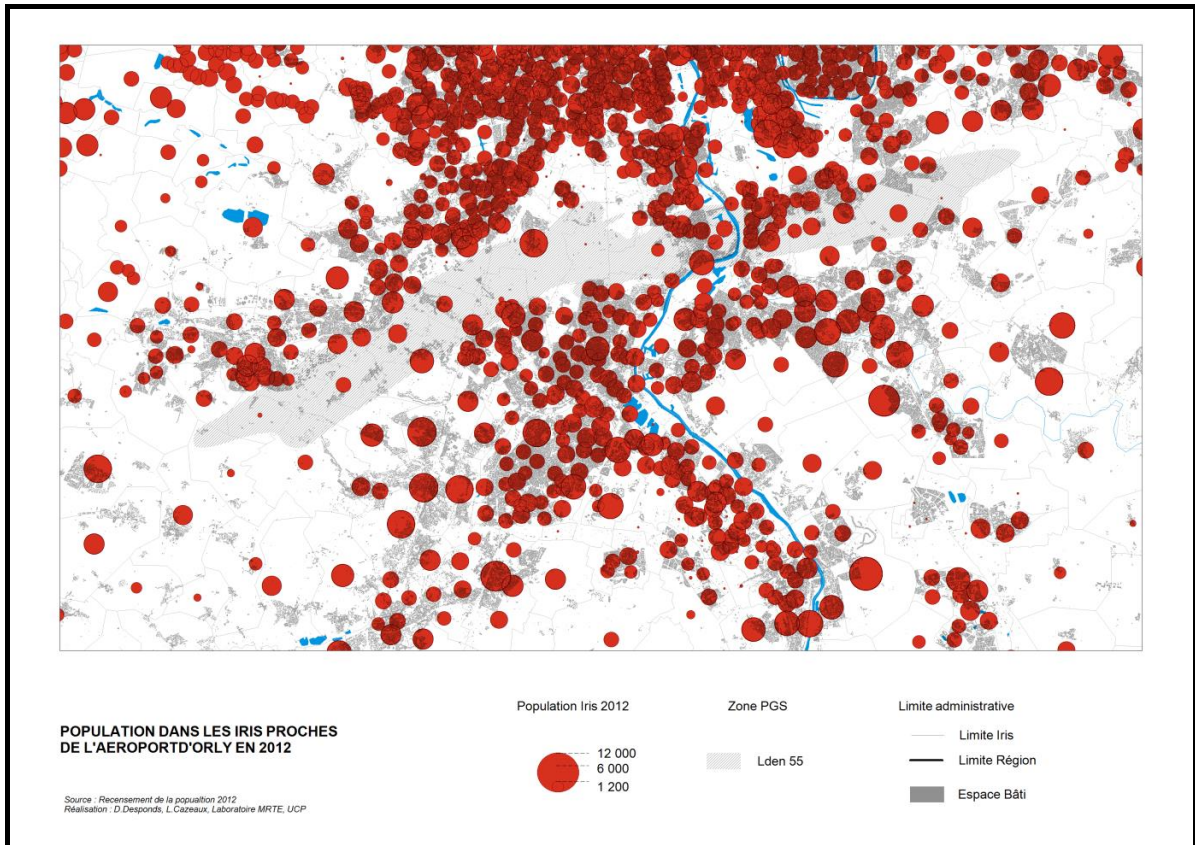 POPULATION DANS LES IRIS PROCHES
DE L'AEROPORTD'ORLY EN 2012
Source : Recensement de la popualtion 2012
Réalisation : D.Desponds, L.Cazeaux, Laboratoire MRTE, UCP
Population Iris 2012
12 000
6 000
1 200
Zone PGS
Lden 55
Limite administrative
Limite Iris
Limite Région
Espace Bâti